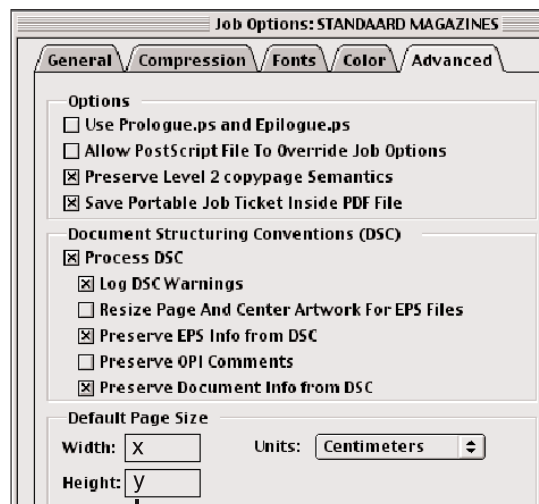 Job Options: STANDAARD MAGAZINES
General Compression Fonts Color Advanced
Options
Use Prologue.ps and Epilogue.ps
Allow PostScript File To Override Job Options
Preserve Level 2 copypage Semantics
Save Portable Job Ticket Inside PDF File
Document Structuring Conventions (DSC)
Process DSC
Log DSC Warnings
Resize Page And Center Artwork For EPS Files
Preserve EPS Info from DSC
Preserve OPI Comments
Preserve Document Info from DSC
Default Page Size
Width: X Units: Centimeters
Height: y